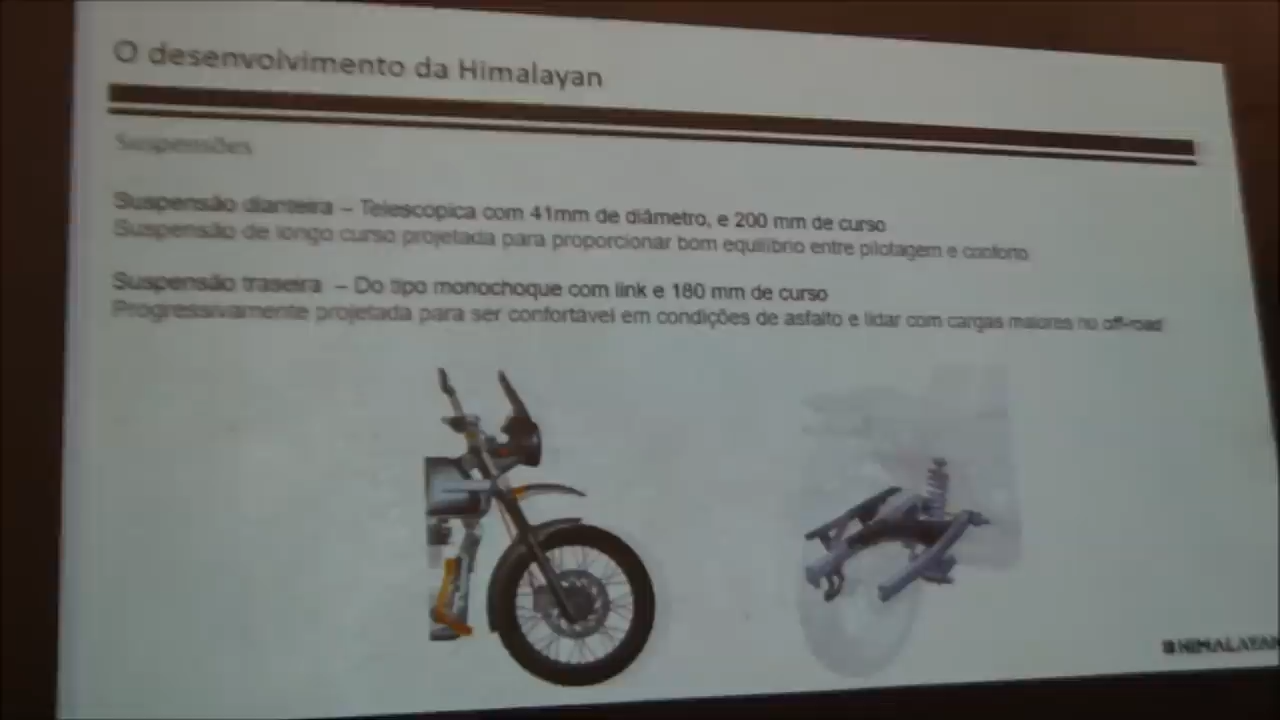 O desenvolvimento da Himalayan
Suspensões
Suspensão dianteira – Telescopica com 41mm de diâmetro, e 200 mm de curso
Suspensão de longo curso projetada para proporcionar bom equilíbrio entre pilotagem e conforto
Suspensão traseira – Do tipo monochoque com link e 180 mm de curso
Progressivamente projetada para ser confortável em condições de asfalto e lidar com cargas maiores no off-road
HIMALAYAN